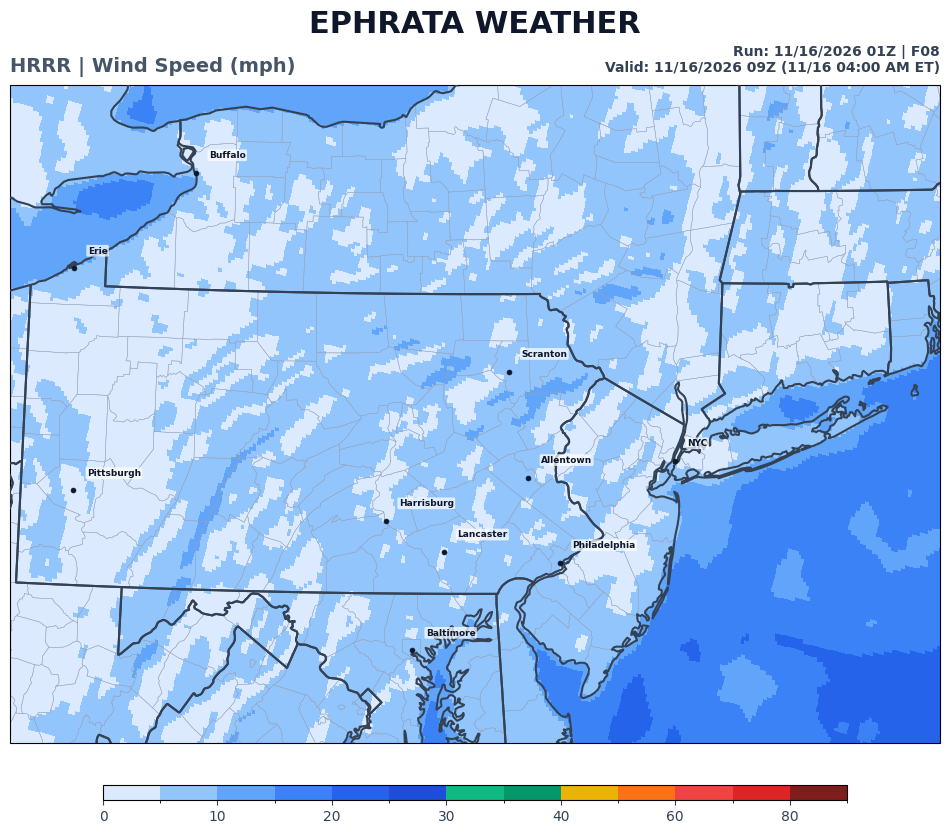 EPHRATA WEATHER
HRRR | Wind Speed (mph)
Run: 11/16/2026 01Z | F08
Valid: 11/16/2026 09Z (11/16 04:00 AM ET)
Buffalo
Erie
Scranton
NYC
Allentown
Pittsburgh
Harrisburg
Lancaster
Philadelphia
Baltimore
0 10 20 30 40 50 60 70 80